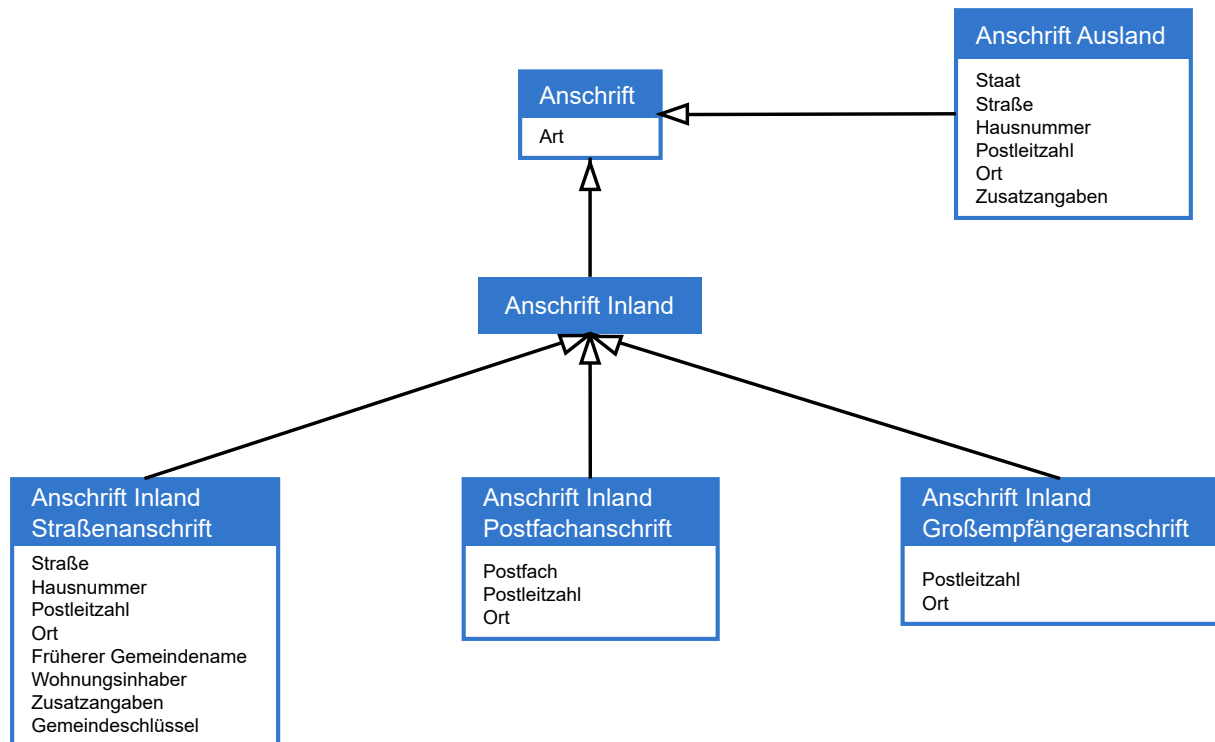 Anschrift Ausland
Staat
Straße
Hausnummer
Postleitzahl
Ort
Zusatzangaben
Anschrift
Art
Anschrift Inland
Anschrift Inland
Straßenanschrift
Straße
Hausnummer
Postleitzahl
Ort
Früherer Gemeindename
Wohnungsinhaber
Zusatzangaben
Gemeindeschlüssel
Anschrift Inland
Postfachanschrift
Postfach
Postleitzahl
Ort
Anschrift Inland
Großempfängeranschrift
Postleitzahl
Ort